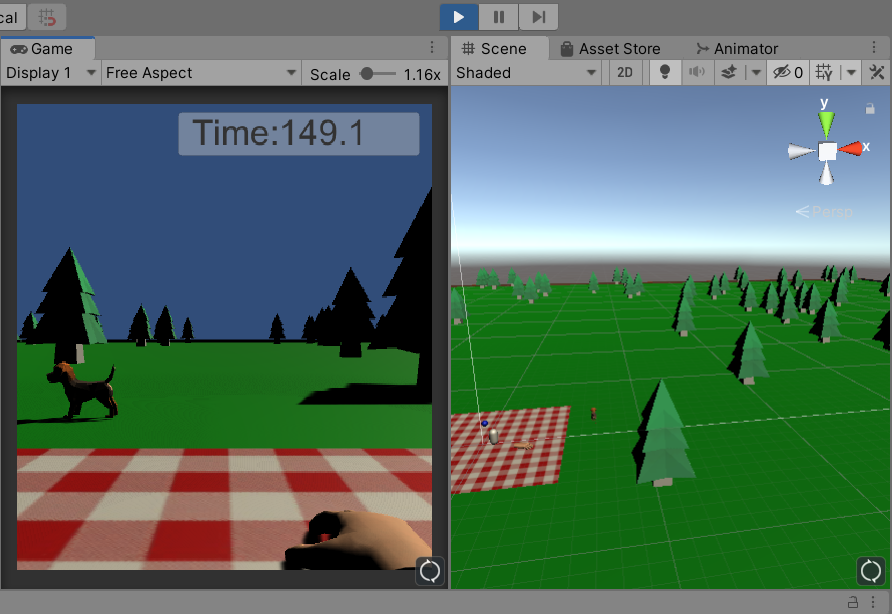 cal
Game
Display 1
Free Aspect
Scale
1.16x
Time:149.1
Scene
Asset Store
Animator
Shaded
2D
0
y
x
Persp